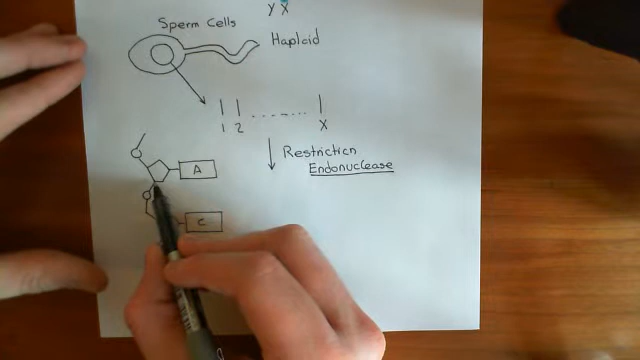 Y X
Sperm Cells
Haploid
1 2 ........ X
Restriction
Endonuclease
A
C